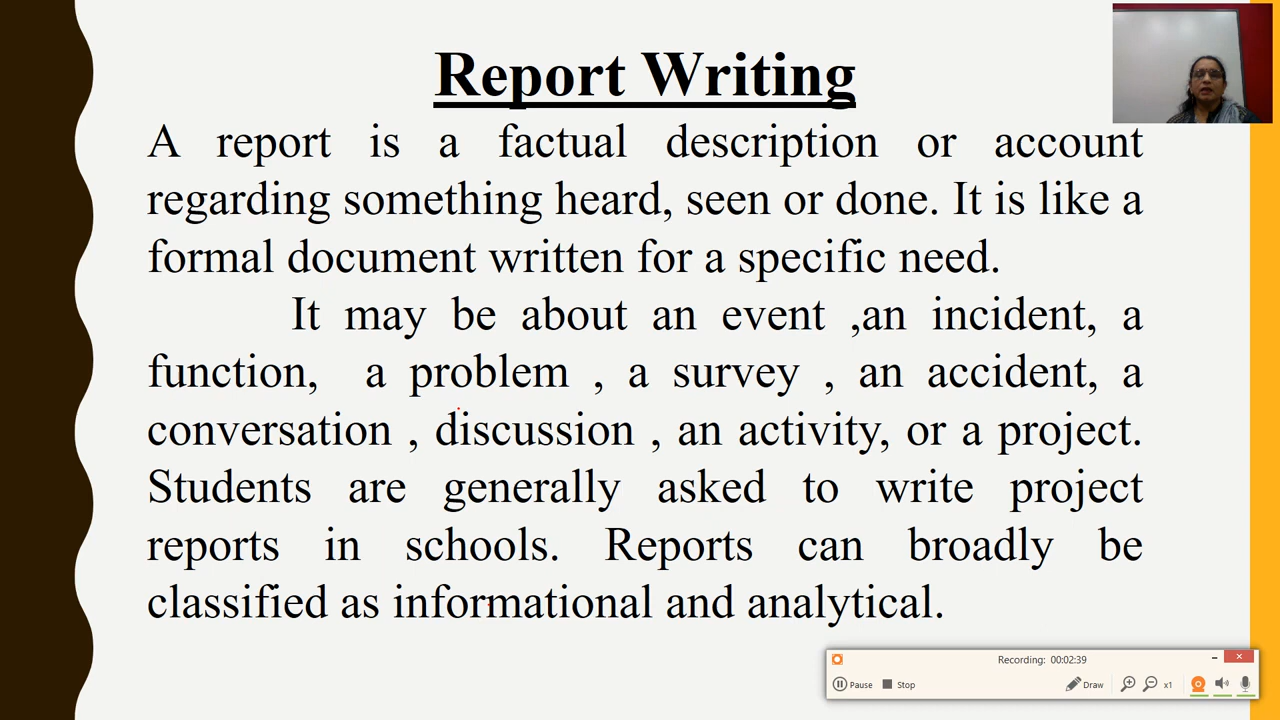 Report Writing
A report is a factual description or account
regarding something heard, seen or done. It is like a
formal document written for a specific need.
It may be about an event ,an incident, a
function, a problem , a survey , an accident, a
conversation , discussion , an activity, or a project.
Students are generally asked to write project
reports in schools. Reports can broadly be
classified as informational and analytical.
Recording: 00:02:39
Pause Stop Draw x1